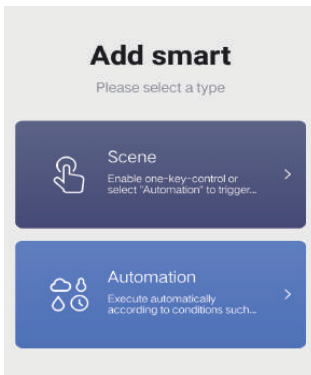 Add smart
Please select a type
Scene
Enable one-key-control or
select "Automation" to trigger...
Automation
Execute automatically
according to conditions such...